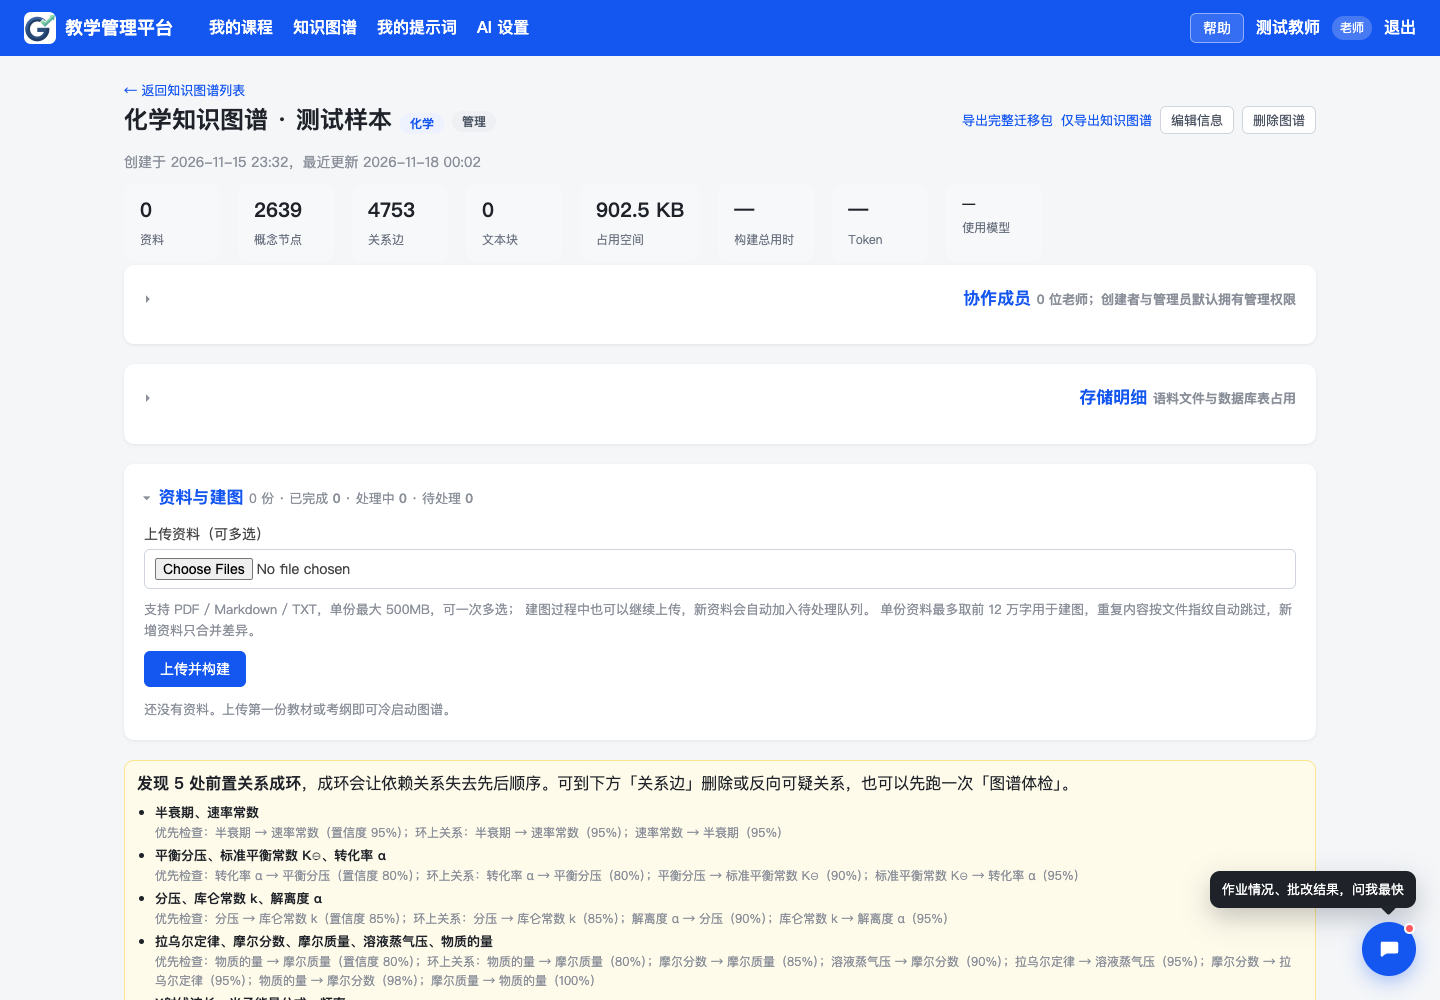 教学管理平台 我的课程 知识图谱 我的提示词 AI 设置 帮助 测试教师 老师 退出
← 返回知识图谱列表
化学知识图谱 · 测试样本 化学 管理 导出完整迁移包 仅导出知识图谱 编辑信息 删除图谱
创建于 2026-11-15 23:32，最近更新 2026-11-18 00:02
0 2639 4753 0 902.5 KB — — —
资料 概念节点 关系边 文本块 占用空间 构建总用时 Token 使用模型
协作成员 0 位老师；创建者与管理员默认拥有管理权限
存储明细 语料文件与数据库表占用
资料与建图 0 份 · 已完成 0 · 处理中 0 · 待处理 0
上传资料（可多选）
Choose Files No file chosen
支持 PDF / Markdown / TXT，单份最大 500MB，可一次多选； 建图过程中也可以继续上传，新资料会自动加入待处理队列。 单份资料最多取前 12 万字用于建图，重复内容按文件指纹自动跳过，新
增资料只合并差异。
上传并构建
还没有资料。上传第一份教材或考纲即可冷启动图谱。
发现 5 处前置关系成环，成环会让依赖关系失去先后顺序。可到下方「关系边」删除或反向可疑关系，也可以先跑一次「图谱体检」。
• 半衰期、速率常数
优先检查：半衰期 → 速率常数（置信度 95%）；环上关系：半衰期 → 速率常数（95%）；速率常数 → 半衰期（95%）
• 平衡分压、标准平衡常数 K⊖、转化率 α
优先检查：转化率 α → 平衡分压（置信度 80%）；环上关系：转化率 α → 平衡分压（80%）；平衡分压 → 标准平衡常数 K⊖（90%）；标准平衡常数 K⊖ → 转化率 α（95%）
• 分压、库仑常数 k、解离度 α
优先检查：分压 → 库仑常数 k（置信度 85%）；环上关系：分压 → 库仑常数 k（85%）；解离度 α → 分压（90%）；库仑常数 k → 解离度 α（95%）
• 拉乌尔定律、摩尔分数、摩尔质量、溶液蒸气压、物质的量
优先检查：物质的量 → 摩尔质量（置信度 80%）；环上关系：物质的量 → 摩尔质量（80%）；摩尔分数 → 摩尔质量（85%）；溶液蒸气压 → 摩尔分数（90%）；拉乌尔定律 → 溶液蒸气压（95%）；摩尔分数 → 拉
乌尔定律（95%）；物质的量 → 摩尔分数（98%）；摩尔质量 → 物质的量（100%）
作业情况、批改结果，问我最快